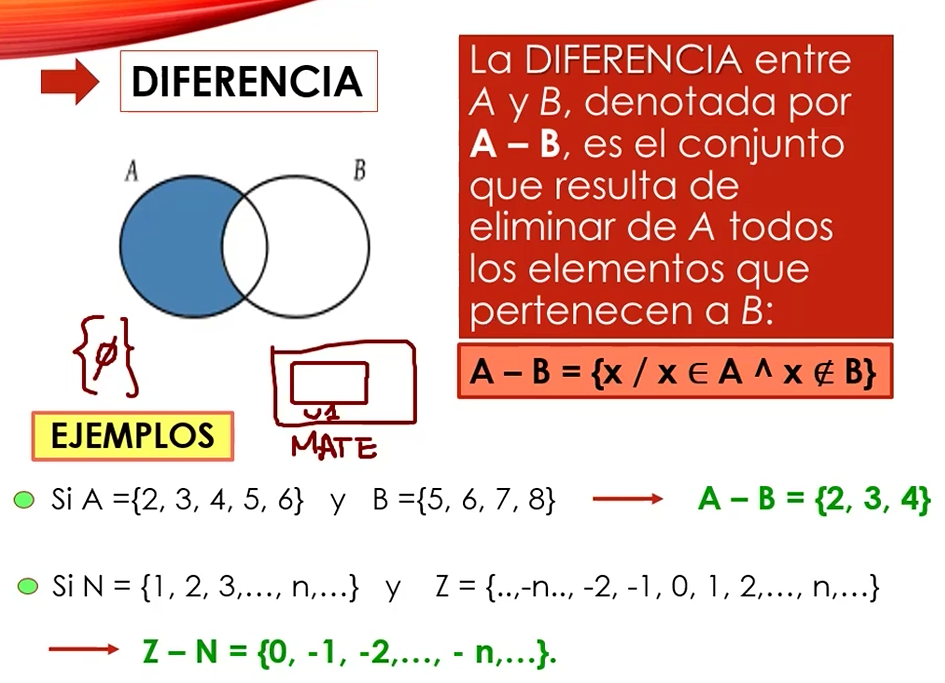 DIFERENCIA
La DIFERENCIA entre
A y B, denotada por
A – B, es el conjunto
que resulta de
eliminar de A todos
los elementos que
pertenecen a B:
A – B = {x / x ∈ A ^ x ∉ B}
A
B
{ϕ}
U1
MATE
EJEMPLOS
Si A ={2, 3, 4, 5, 6} y B ={5, 6, 7, 8}
A – B = {2, 3, 4}
Si N = {1, 2, 3,..., n,...} y Z = {..,-n.., -2, -1, 0, 1, 2,..., n,...}
Z – N = {0, -1, -2,..., - n,...}.